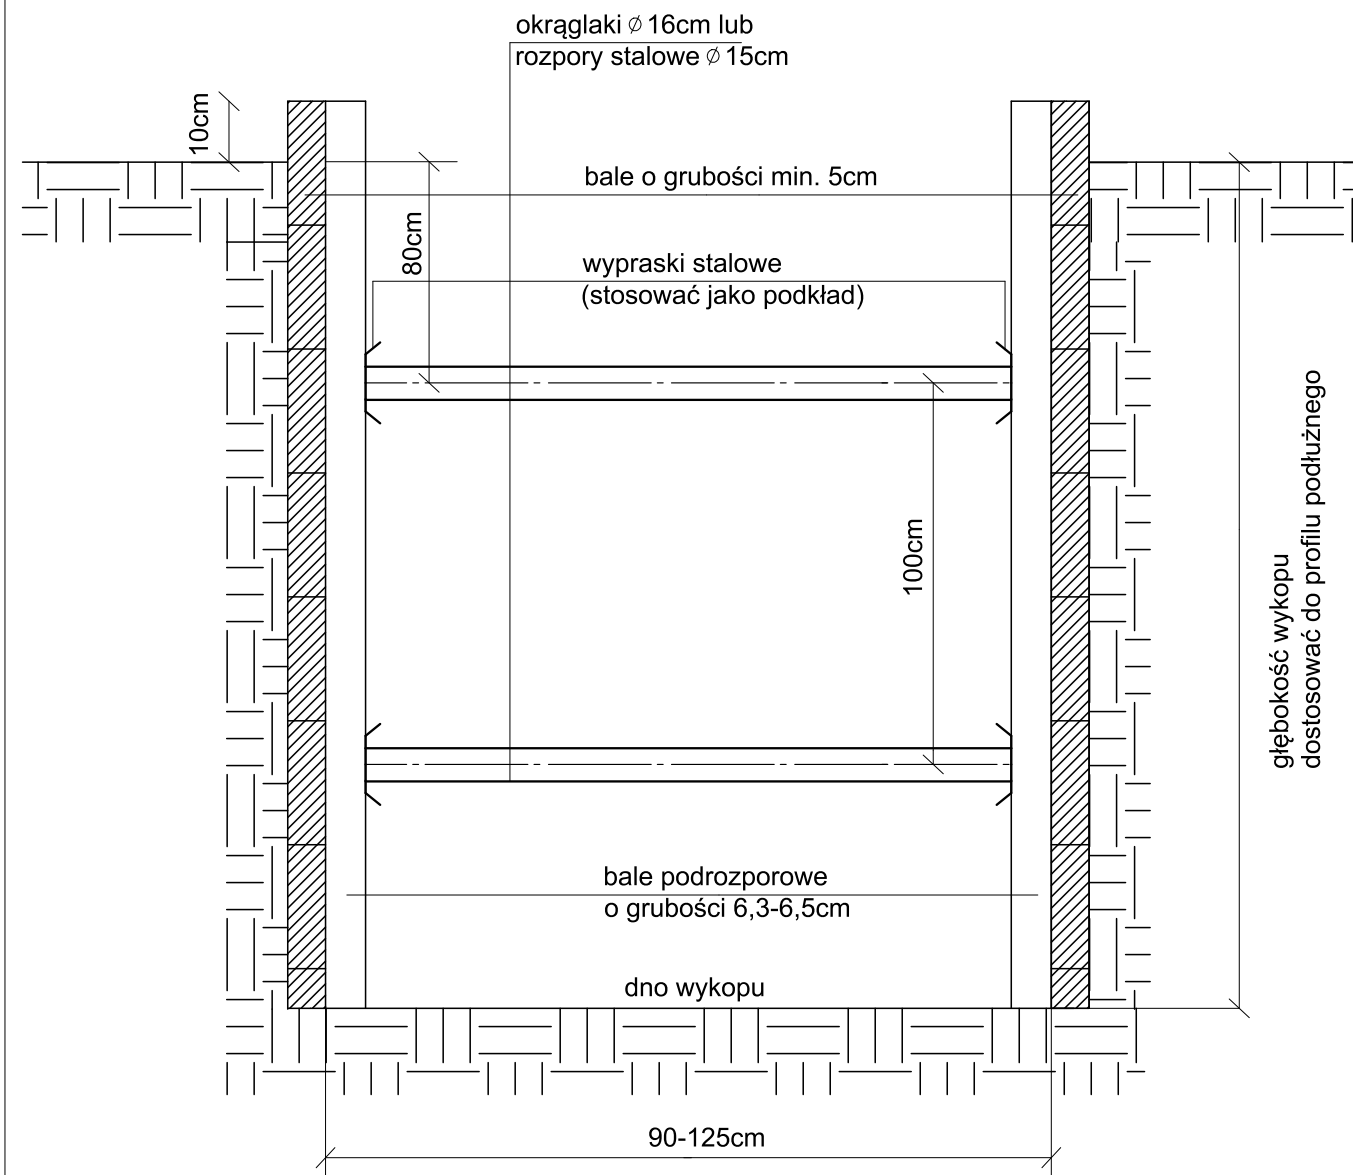 okrąglaki ⌀ 16cm lub
rozpory stalowe ⌀ 15cm
10cm
bale o grubości min. 5cm
80cm
wypraski stalowe
(stosować jako podkład)
100cm
głębokość wykopu
dostosować do profilu podłużnego
bale podrozporowe
o grubości 6,3-6,5cm
dno wykopu
90-125cm